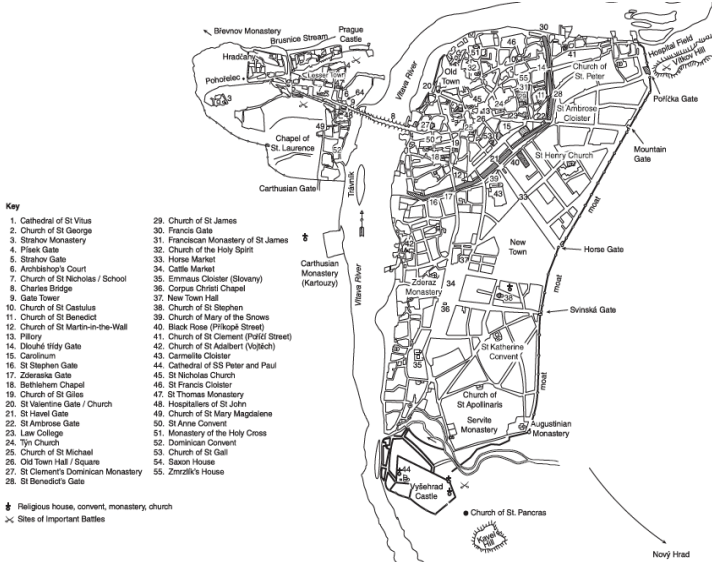 Břevnov Monastery
Brusnice Stream
Prague
Castle
Hradčany
Pohořelec
Lesser Town
Chapel of
St. Laurence
Carthusian Gate
Trávník
Carthusian
Monastery
(Kartouzy)
Vltava River
Vltava River
Old
Town
Church of
St. Peter
St Ambrose
Cloister
St Henry Church
Hospital Field
Vítkov Hill
Poříčka Gate
Mountain
Gate
moat
New
Town
Horse Gate
moat
Svinská Gate
Zderaz
Monastery
St Katherine
Convent
moat
Church of
St Apollinaris
Servite
Monastery
Augustinian
Monastery
Vyšehrad
Castle
Church of St. Pancras
Kavčí
Hill
Nový Hrad
Key
1. Cathedral of St Vitus
2. Church of St George
3. Strahov Monastery
4. Písek Gate
5. Strahov Gate
6. Archbishop's Court
7. Church of St Nicholas / School
8. Charles Bridge
9. Gate Tower
10. Church of St Castulus
11. Church of St Benedict
12. Church of St Martin-in-the-Wall
13. Pillory
14. Dlouhé třídy Gate
15. Carolinum
16. St Stephen Gate
17. Zderaska Gate
18. Bethlehem Chapel
19. Church of St Giles
20. St Valentine Gate / Church
21. St Havel Gate
22. St Ambrose Gate
23. Law College
24. Týn Church
25. Church of St Michael
26. Old Town Hall / Square
27. St Clement's Dominican Monastery
28. St Benedict's Gate
29. Church of St James
30. Francis Gate
31. Franciscan Monastery of St James
32. Church of the Holy Spirit
33. Horse Market
34. Cattle Market
35. Emmaus Cloister (Slovany)
36. Corpus Christi Chapel
37. New Town Hall
38. Church of St Stephen
39. Church of Mary of the Snows
40. Black Rose (Příkopě Street)
41. Church of St Clement (Poříčí Street)
42. Church of St Adalbert (Vojtěch)
43. Carmelite Cloister
44. Cathedral of SS Peter and Paul
45. St Nicholas Church
46. St Francis Cloister
47. St Thomas Monastery
48. Hospitallers of St John
49. Church of St Mary Magdalene
50. St Anne Convent
51. Monastery of the Holy Cross
52. Dominican Convent
53. Church of St Gall
54. Saxon House
55. Zmrzlík's House
Religious house, convent, monastery, church
Sites of important Battles